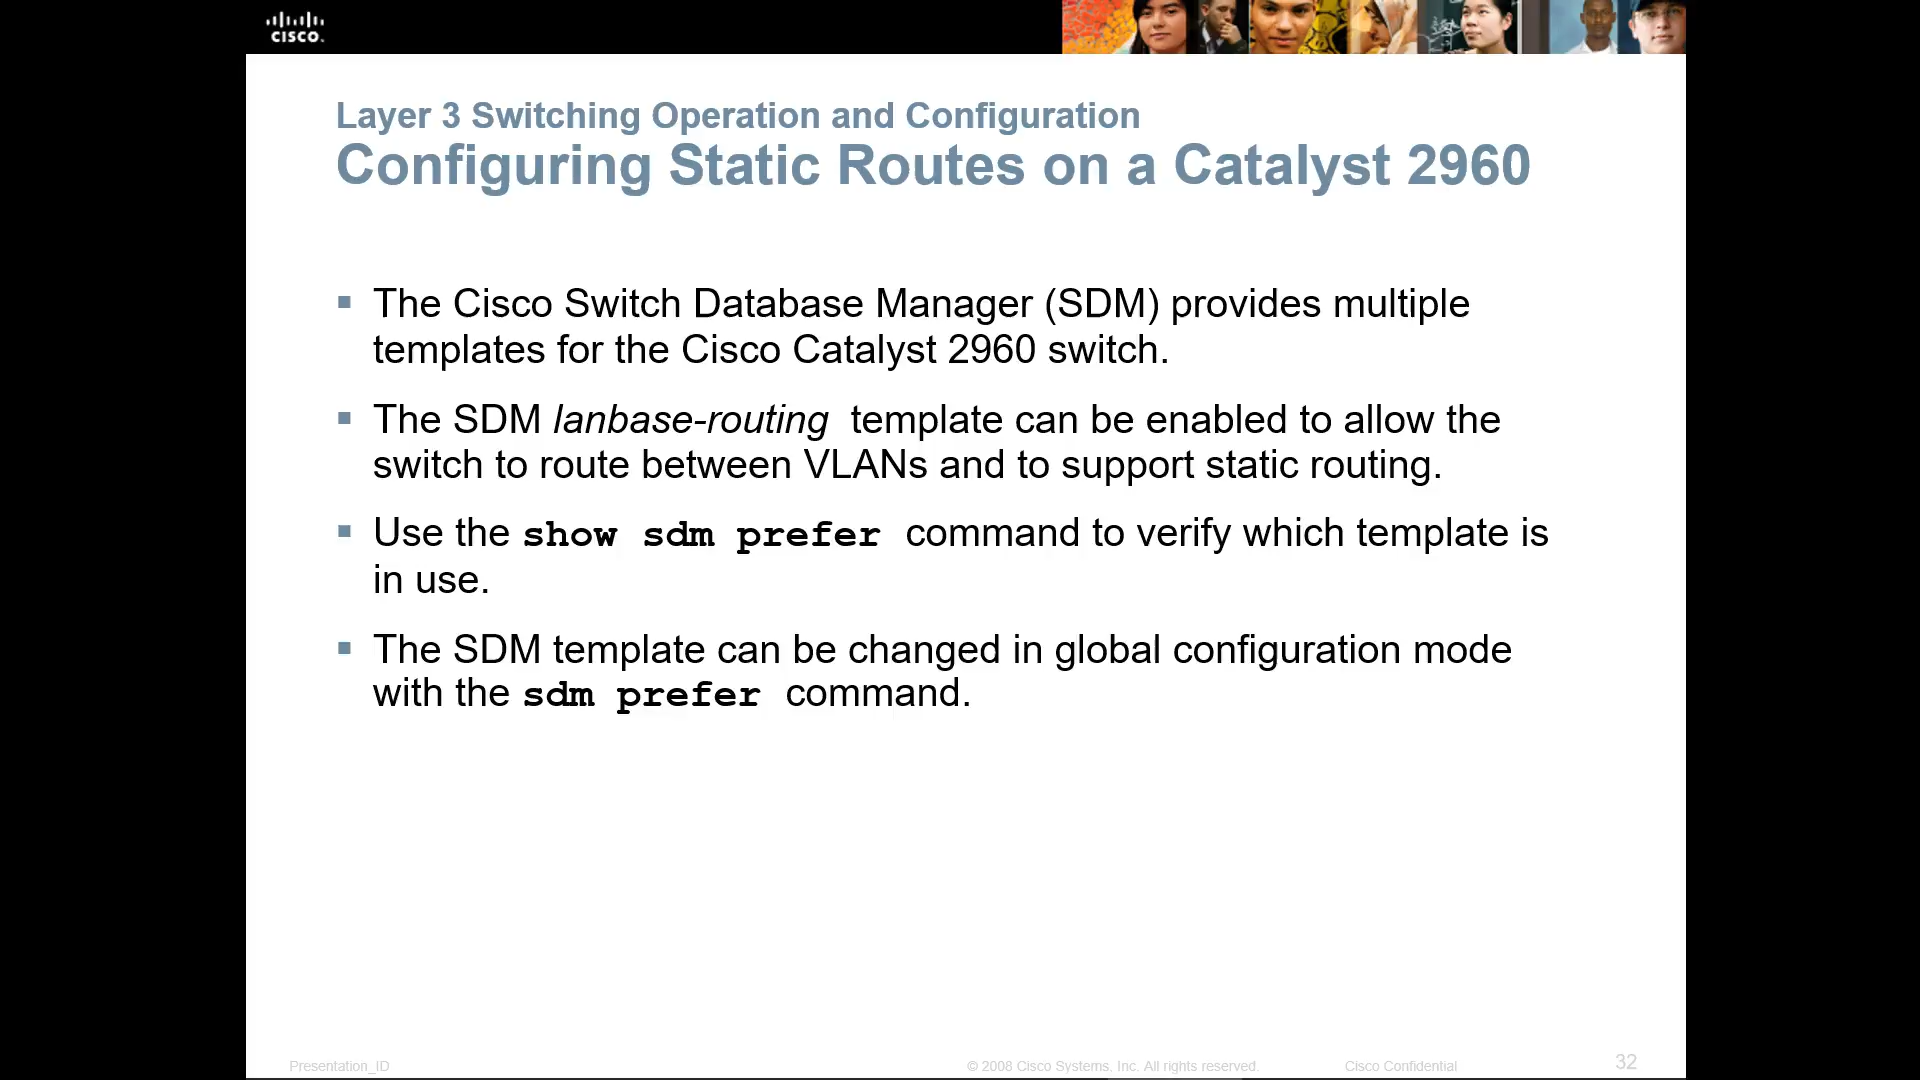 CISCO.
Layer 3 Switching Operation and Configuration
Configuring Static Routes on a Catalyst 2960
▪ The Cisco Switch Database Manager (SDM) provides multiple
templates for the Cisco Catalyst 2960 switch.
▪ The SDM lanbase-routing template can be enabled to allow the
switch to route between VLANs and to support static routing.
▪ Use the show sdm prefer command to verify which template is
in use.
▪ The SDM template can be changed in global configuration mode
with the sdm prefer command.
Presentation_ID
© 2008 Cisco Systems, Inc. All rights reserved.
Cisco Confidential
32